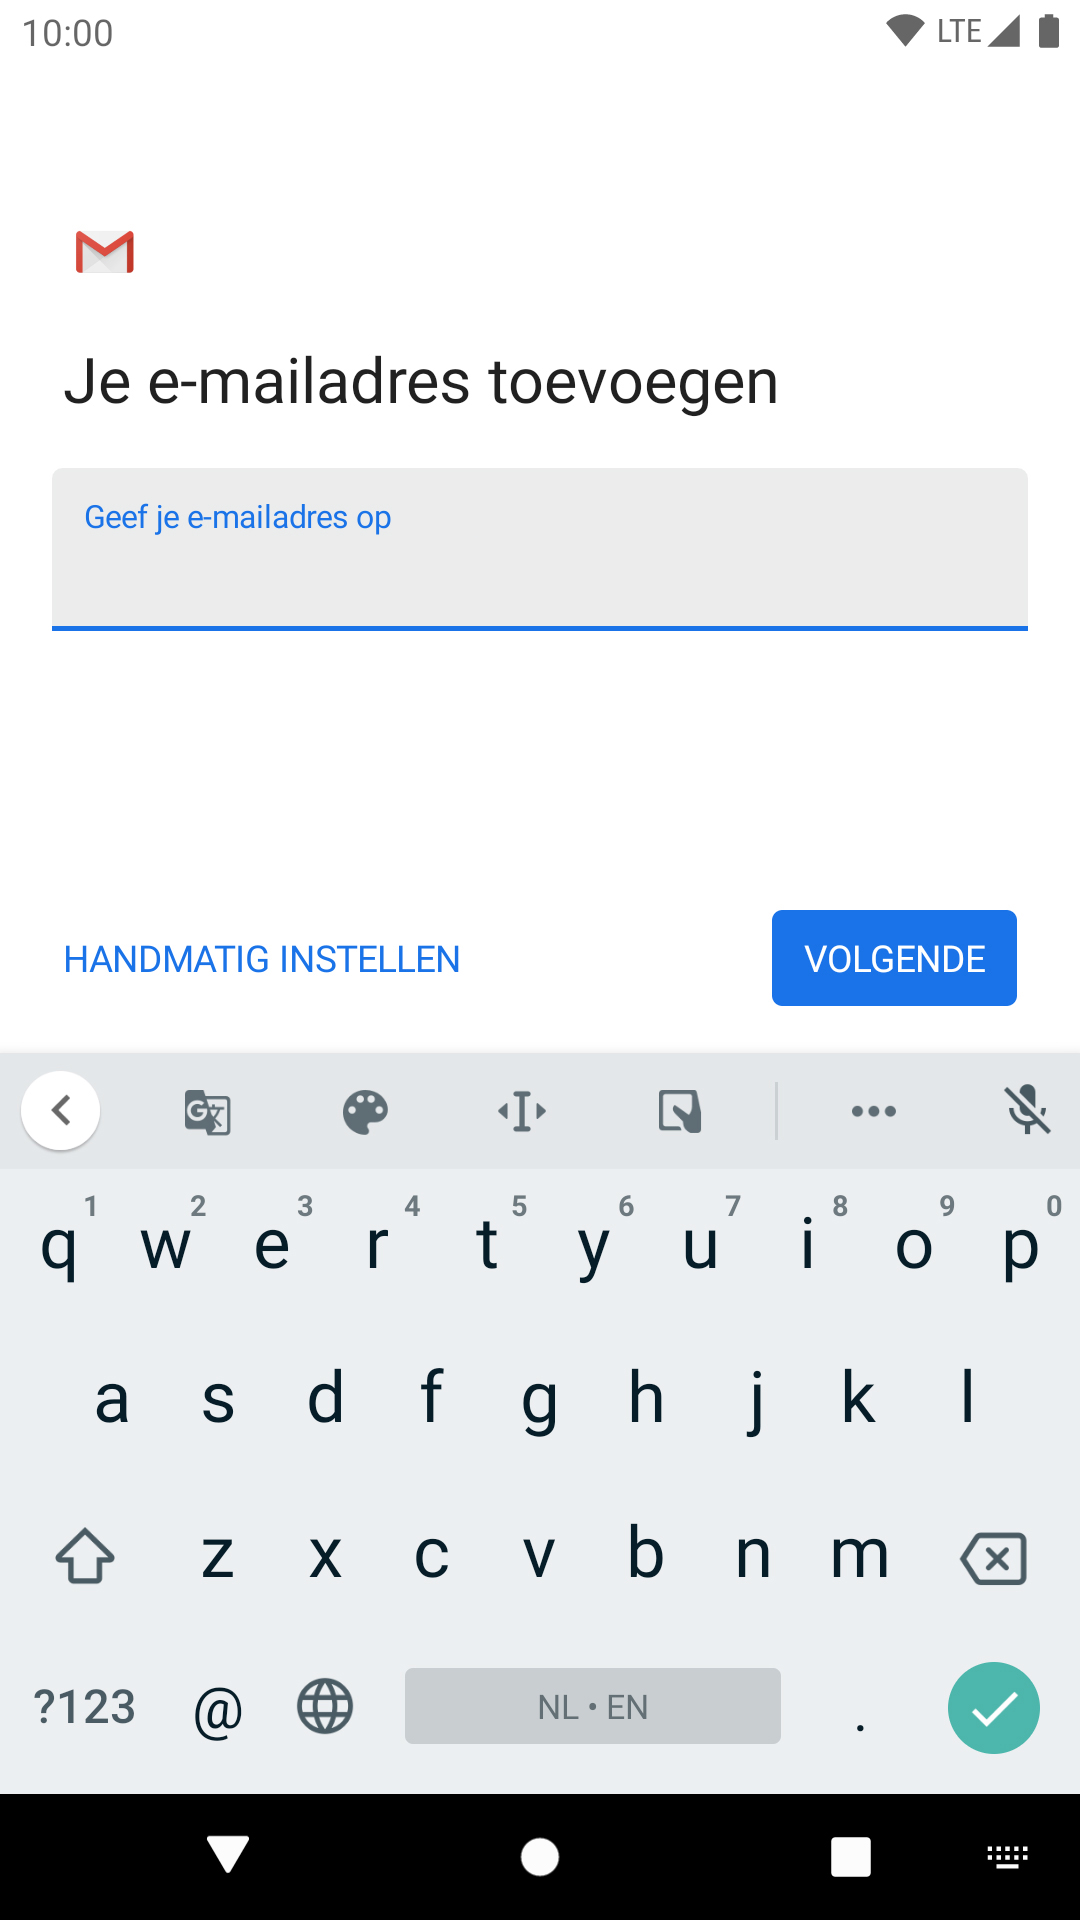 10:00 LTE
Je e-mailadres toevoegen
Geef je e-mailadres op
HANDMATIG INSTELLEN VOLGENDE
1 2 3 4 5 6 7 8 9 0
q w e r t y u i o p
a s d f g h j k l
z x c v b n m
?123 @ NL • EN .